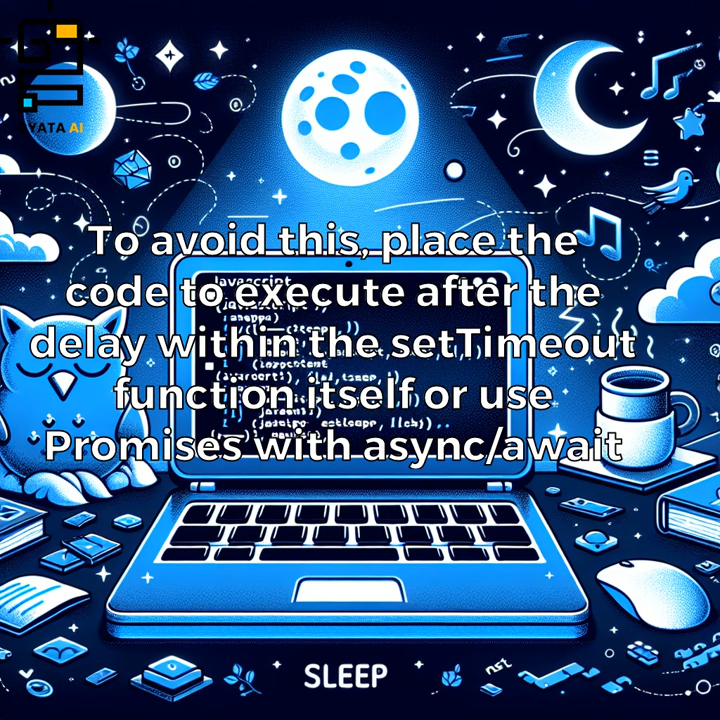 YATA AI
To avoid this, place the
code to execute after the
delay within the setTimeout
function itself or use
Promises with async/await
SLEEP